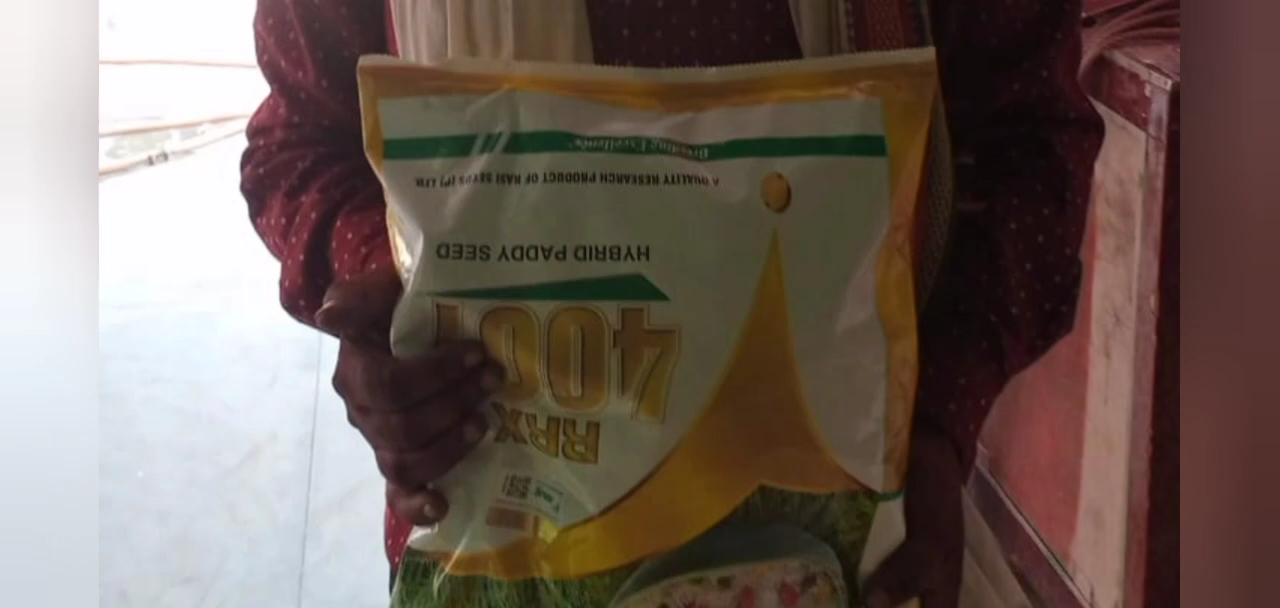 RRX
4001
HYBRID PADDY SEED
A QUALITY RESEARCH PRODUCT OF RASI SEEDS (P) LTD.
Breeding Excellence